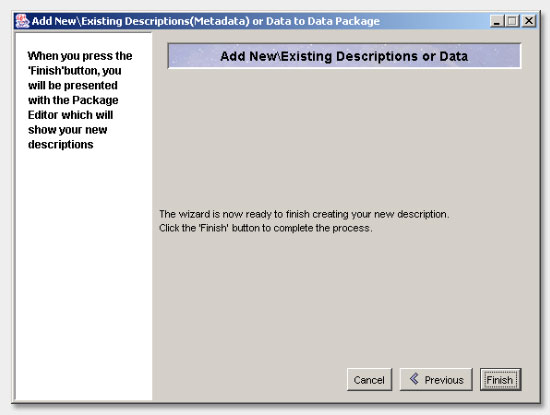 Add New\Existing Descriptions(Metadata) or Data to Data Package
When you press the
'Finish'button, you
will be presented
with the Package
Editor which will
show your new
descriptions
Add New\Existing Descriptions or Data
The wizard is now ready to finish creating your new description.
Click the 'Finish' button to complete the process.
Cancel
Previous
Finish